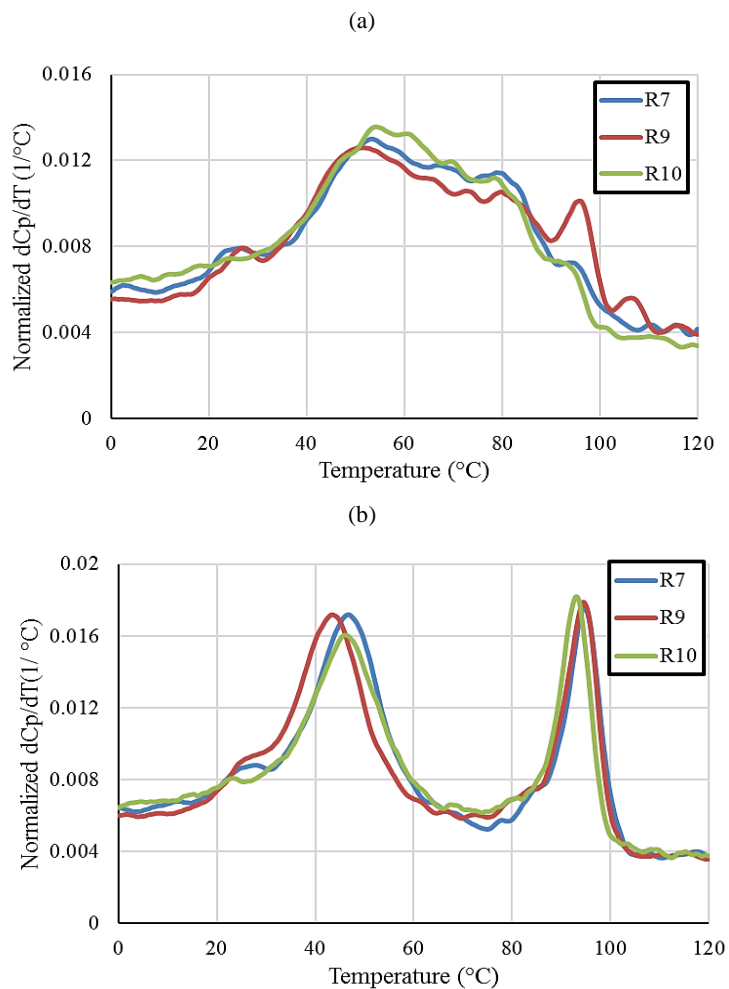 (a)
Normalized dCp/dT (1/°C)
0.016
0.012
0.008
0.004
0
R7
R9
R10
0 20 40 60 80 100 120
Temperature (°C)
(b)
Normalized dCp/dT(1/ °C)
0.02
0.016
0.012
0.008
0.004
0
R7
R9
R10
0 20 40 60 80 100 120
Temperature (°C)